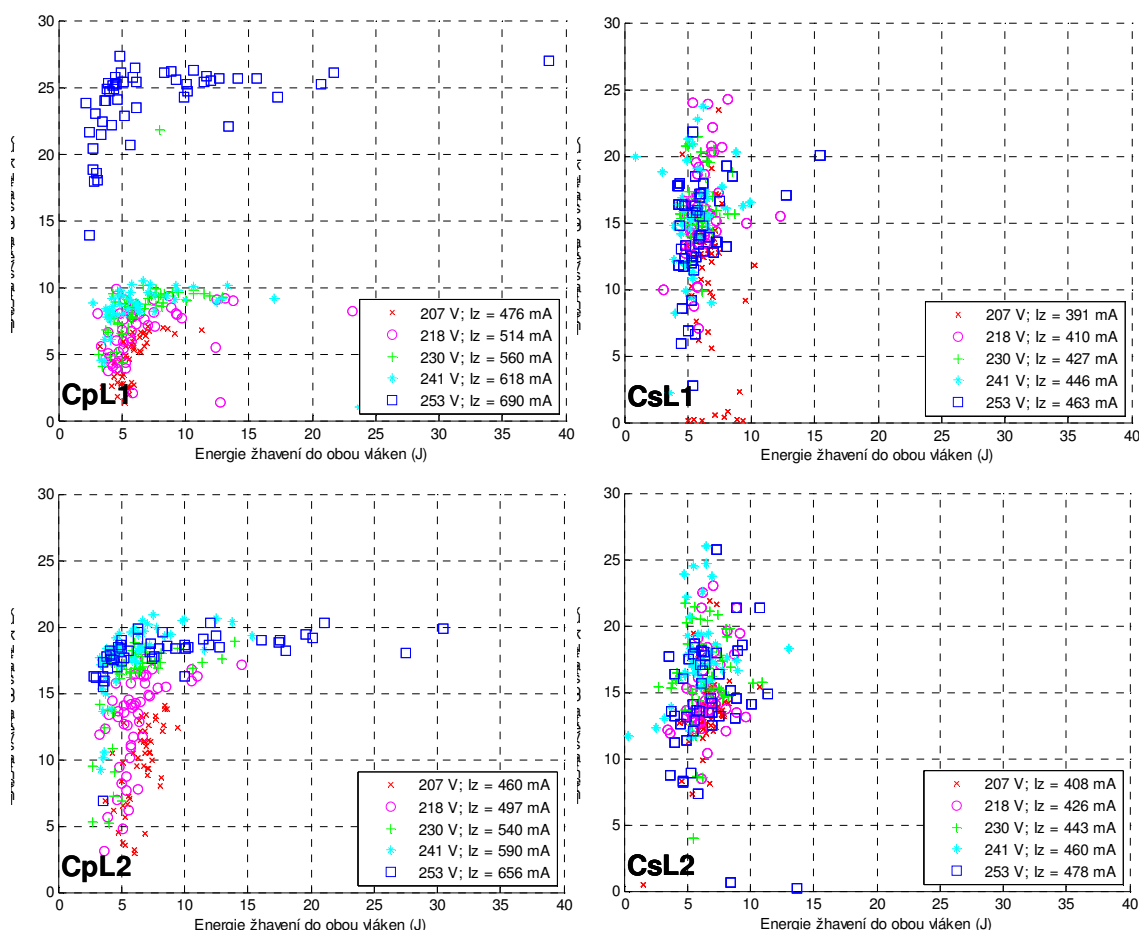 30
25
20
15
10
5
0
207 V; Iz = 476 mA
218 V; Iz = 514 mA
230 V; Iz = 560 mA
241 V; Iz = 618 mA
253 V; Iz = 690 mA
CpL1
0 5 10 15 20 25 30 35 40
Energie žhavení do obou vláken (J)
30
25
20
15
10
5
0
207 V; Iz = 391 mA
218 V; Iz = 410 mA
230 V; Iz = 427 mA
241 V; Iz = 446 mA
253 V; Iz = 463 mA
CsL1
0 5 10 15 20 25 30 35 40
Energie žhavení do obou vláken (J)
30
25
20
15
10
5
0
207 V; Iz = 460 mA
218 V; Iz = 497 mA
230 V; Iz = 540 mA
241 V; Iz = 590 mA
253 V; Iz = 656 mA
CpL2
0 5 10 15 20 25 30 35 40
Energie žhavení do obou vláken (J)
30
25
20
15
10
5
0
207 V; Iz = 408 mA
218 V; Iz = 426 mA
230 V; Iz = 443 mA
241 V; Iz = 460 mA
253 V; Iz = 478 mA
CsL2
0 5 10 15 20 25 30 35 40
Energie žhavení do obou vláken (J)